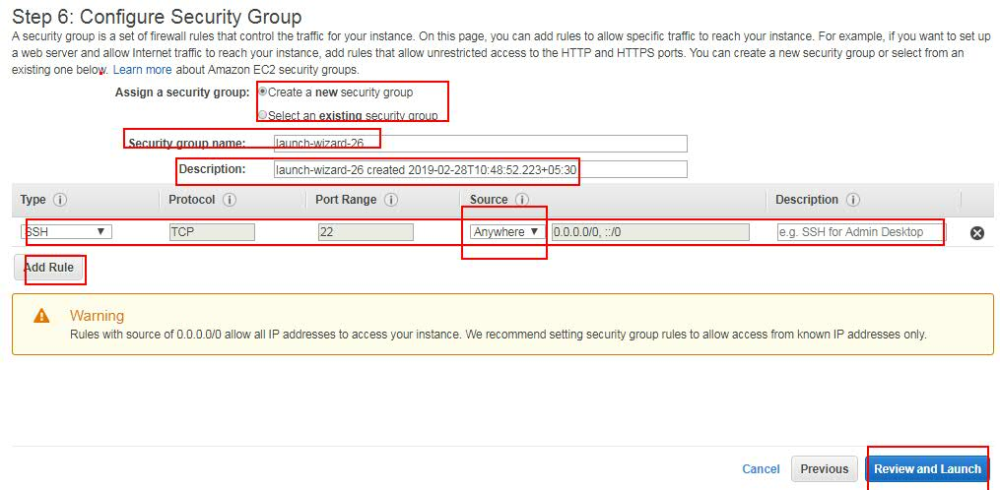 Step 6: Configure Security Group
A security group is a set of firewall rules that control the traffic for your instance. On this page, you can add rules to allow specific traffic to reach your instance. For example, if you want to set up
a web server and allow Internet traffic to reach your instance, add rules that allow unrestricted access to the HTTP and HTTPS ports. You can create a new security group or select from an
existing one below. Learn more about Amazon EC2 security groups.
Assign a security group: Create a new security group
Select an existing security group
Security group name: launch-wizard-26
Description: launch-wizard-26 created 2019-02-28T10:48:52.223+05:30
Type Protocol Port Range Source Description
SSH TCP 22 Anywhere 0.0.0.0/0, ::/0 e.g. SSH for Admin Desktop
Add Rule
Warning
Rules with source of 0.0.0.0/0 allow all IP addresses to access your instance. We recommend setting security group rules to allow access from known IP addresses only.
Cancel Previous Review and Launch